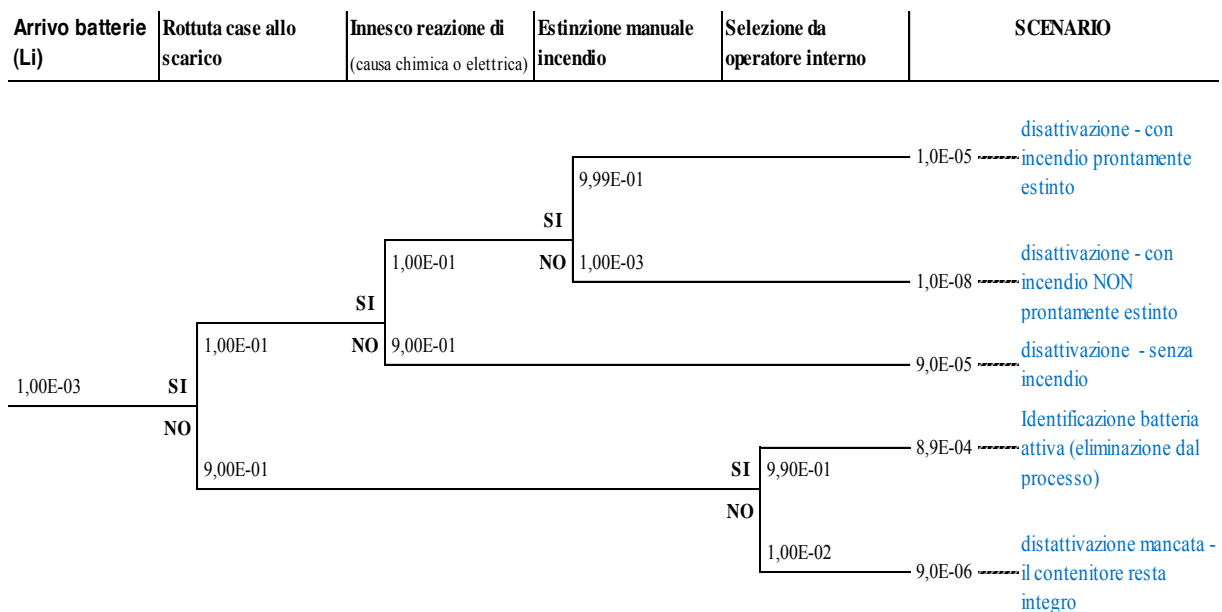 Arrivo batterie (Li)
Rottuta case allo scarico
Innesco reazione di
(causa chimica o elettrica)
Estinzione manuale incendio
Selezione da operatore interno
SCENARIO
disattivazione - con
1,0E-05
incendio prontamente
estinto
9,99E-01
SI
NO
1,00E-03
1,00E-01
disattivazione - con
1,0E-08
incendio NON
prontamente estinto
SI
NO
9,00E-01
1,00E-01
9,0E-05
disattivazione - senza
incendio
1,00E-03
SI
NO
9,00E-01
Identificazione batteria
8,9E-04
attiva (eliminazione dal
processo)
SI
9,90E-01
NO
1,00E-02
distattivazione mancata -
9,0E-06
il contenitore resta
integro